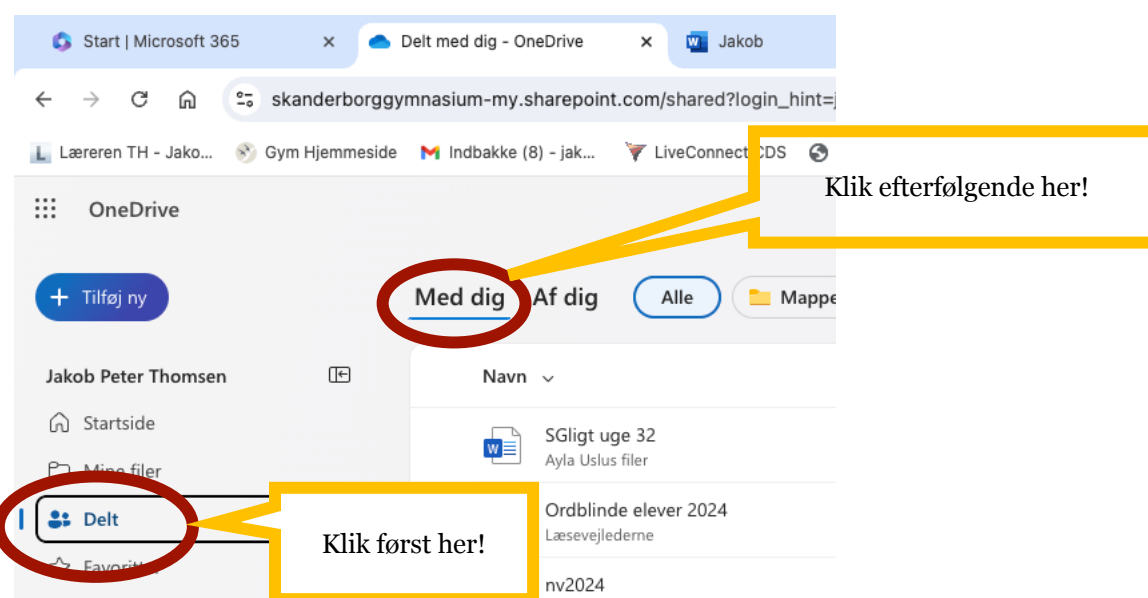 Start | Microsoft 365
Delt med dig - OneDrive
Jakob
skanderborggymnasium-my.sharepoint.com/shared?login_hint=j
Læreren TH - Jako...
Gym Hjemmeside
Indbakke (8) - jak...
LiveConnect CDS
Klik efterfølgende her!
OneDrive
+ Tilføj ny
Med dig
Af dig
Alle
Mappe
Jakob Peter Thomsen
Navn
Startside
SGligt uge 32
Ayla Uslus filer
Mine filer
Ordblinde elever 2024
Læsevejlederne
Delt
Klik først her!
nv2024